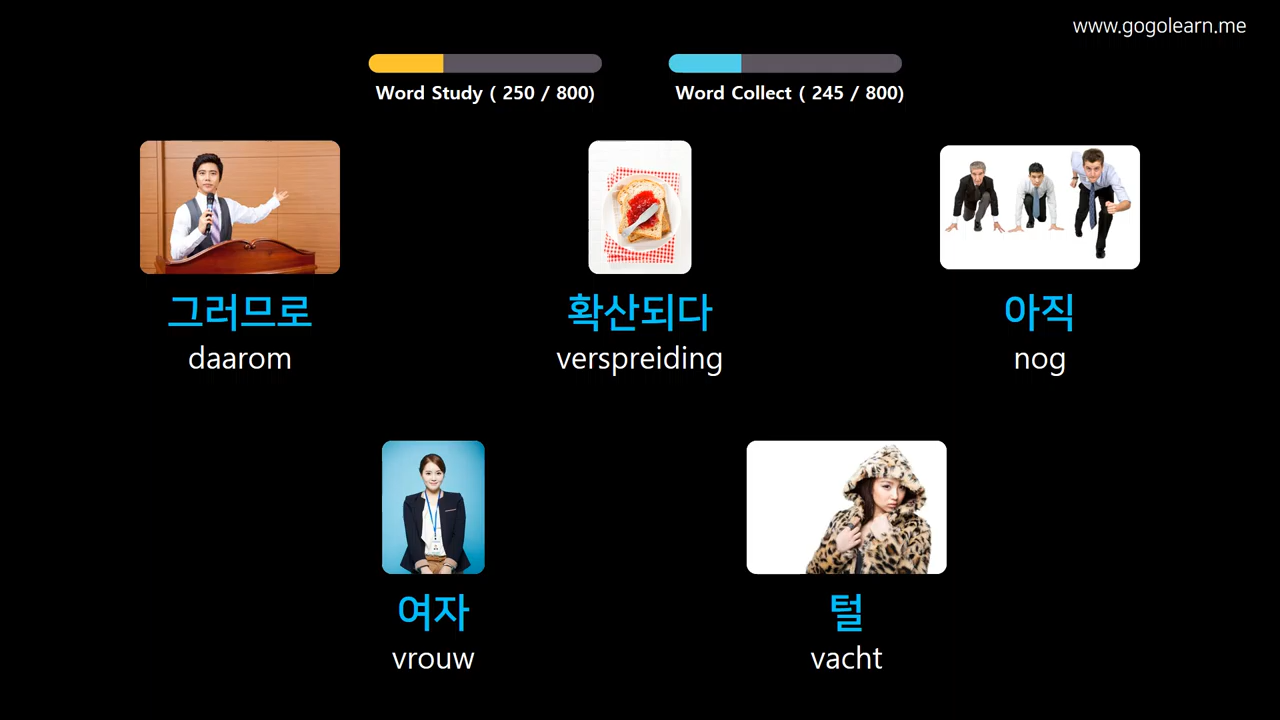 www.gogolearn.me
Word Study ( 250 / 800)
Word Collect ( 245 / 800)
그러므로
daarom
확산되다
verspreiding
아직
nog
여자
vrouw
털
vacht